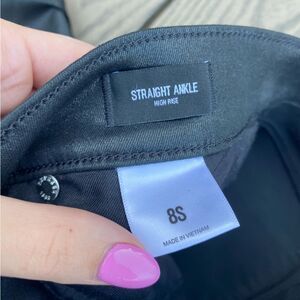 STRAIGHT ANKLE
HIGH RISE
8S
MADE IN VIETNAM